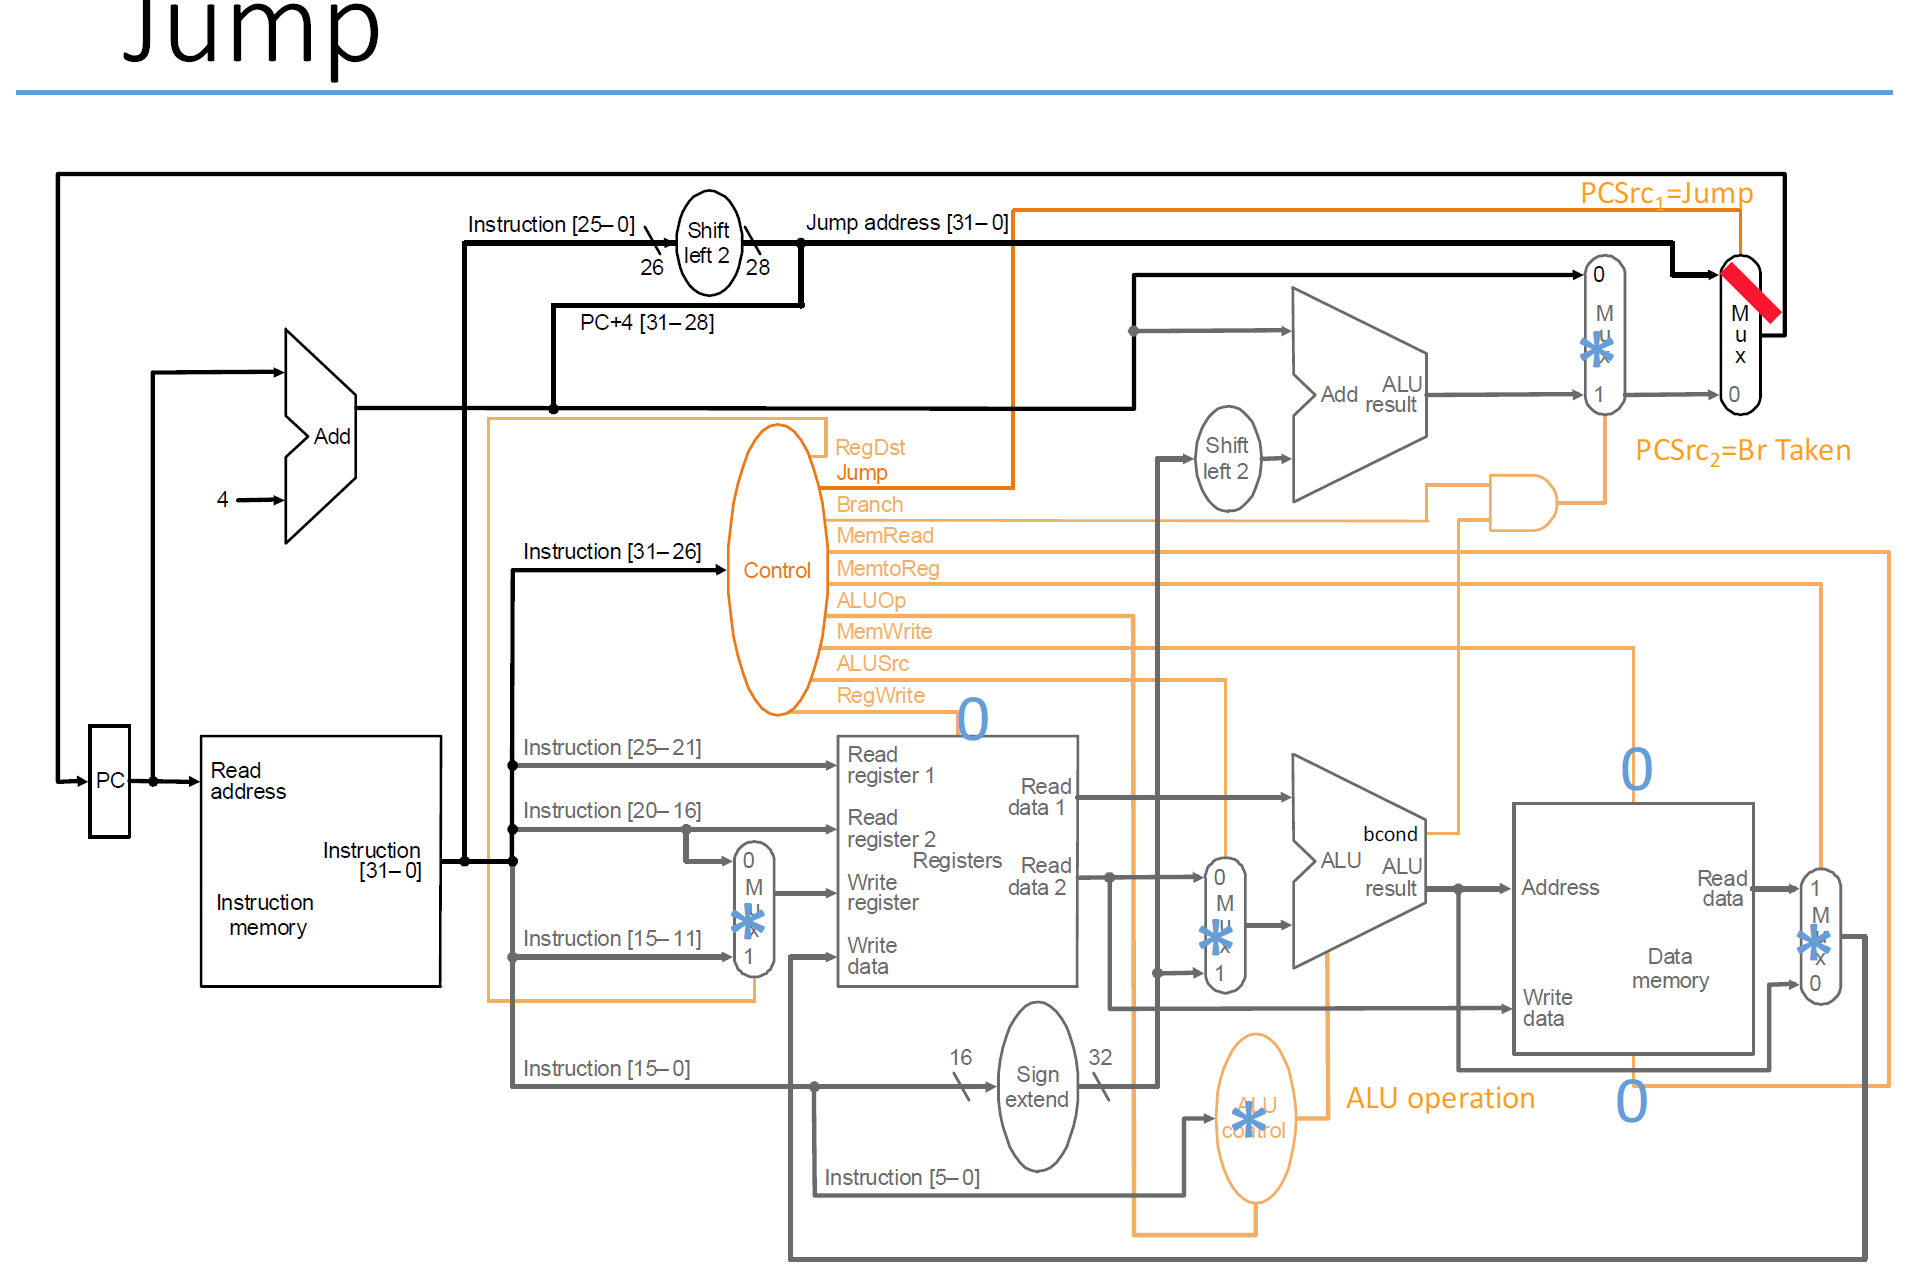 Jump
PCSrc1=Jump
Instruction [25–0]
Shift
left 2
Jump address [31–0]
26
28
0
M
u
x
1
M
u
x
0
PC+4 [31–28]
Add
4
Add
ALU
result
Shift
left 2
PCSrc2=Br Taken
RegDst
Jump
Branch
MemRead
MemtoReg
ALUOp
MemWrite
ALUSrc
RegWrite
Instruction [31–26]
Control
0
PC
Read
address
Instruction
[31–0]
Instruction
memory
Instruction [25–21]
Instruction [20–16]
Instruction [15–11]
0
M
u
x
1
*
Read
register 1
Read
register 2
Registers
Write
register
Write
data
Read
data 1
Read
data 2
0
M
u
x
1
*
bcond
ALU
ALU
result
0
Address
Read
data
Data
memory
Write
data
0
1
M
u
x
0
*
Instruction [15–0]
16
Sign
extend
32
ALU
control
*
ALU operation
Instruction [5–0]
*